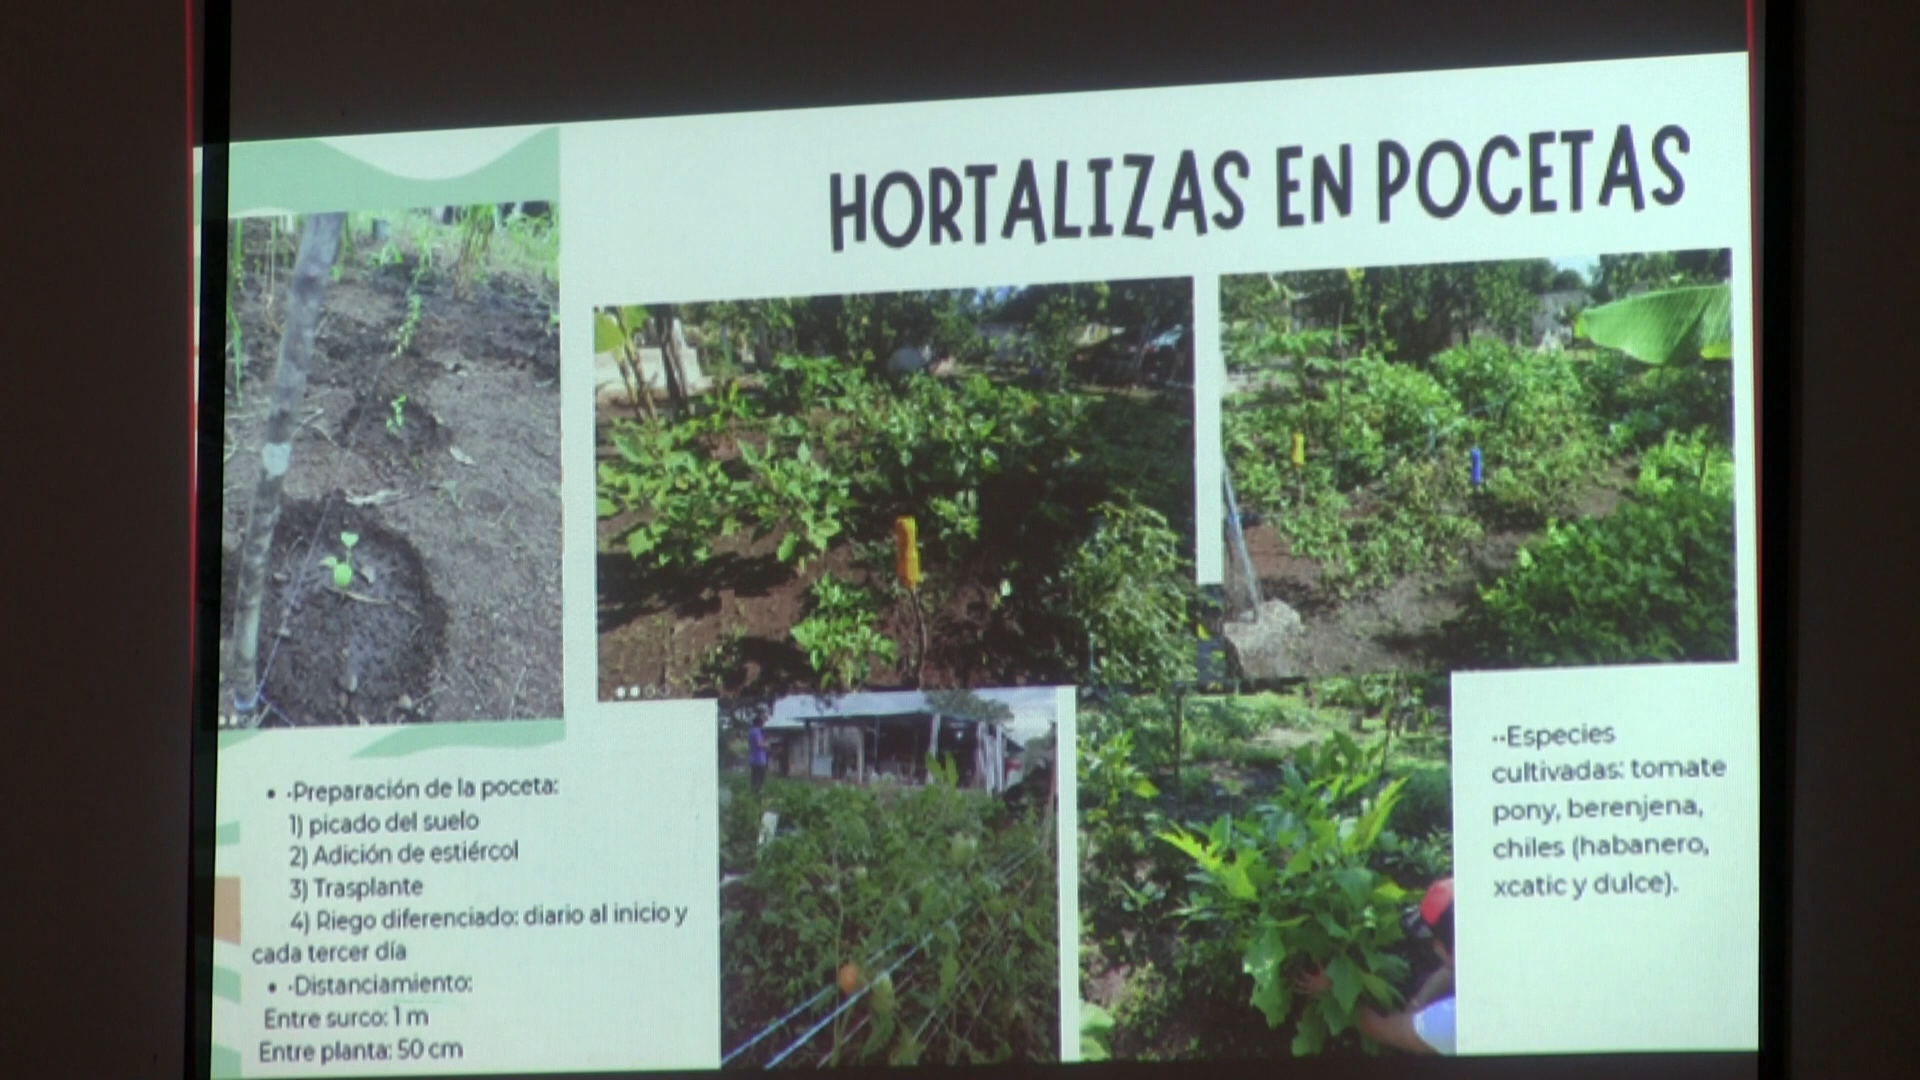 HORTALIZAS EN POCETAS
• -Preparación de la poceta:
1) picado del suelo
2) Adición de estiércol
3) Trasplante
4) Riego diferenciado: diario al inicio y
cada tercer día
• -Distanciamiento:
Entre surco: 1 m
Entre planta: 50 cm
--Especies
cultivadas: tomate
pony, berenjena,
chiles (habanero,
xcatic y dulce).